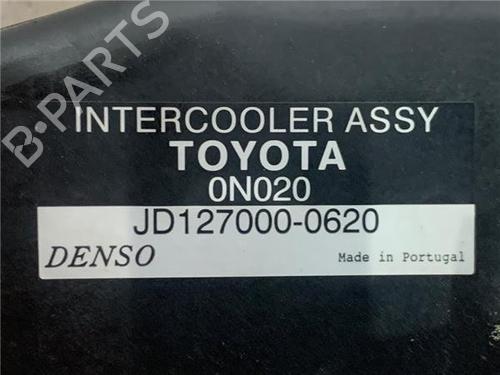 B-PARTS
INTERCOOLER ASSY
TOYOTA
0N020
JD127000-0620
DENSO
Made in Portugal